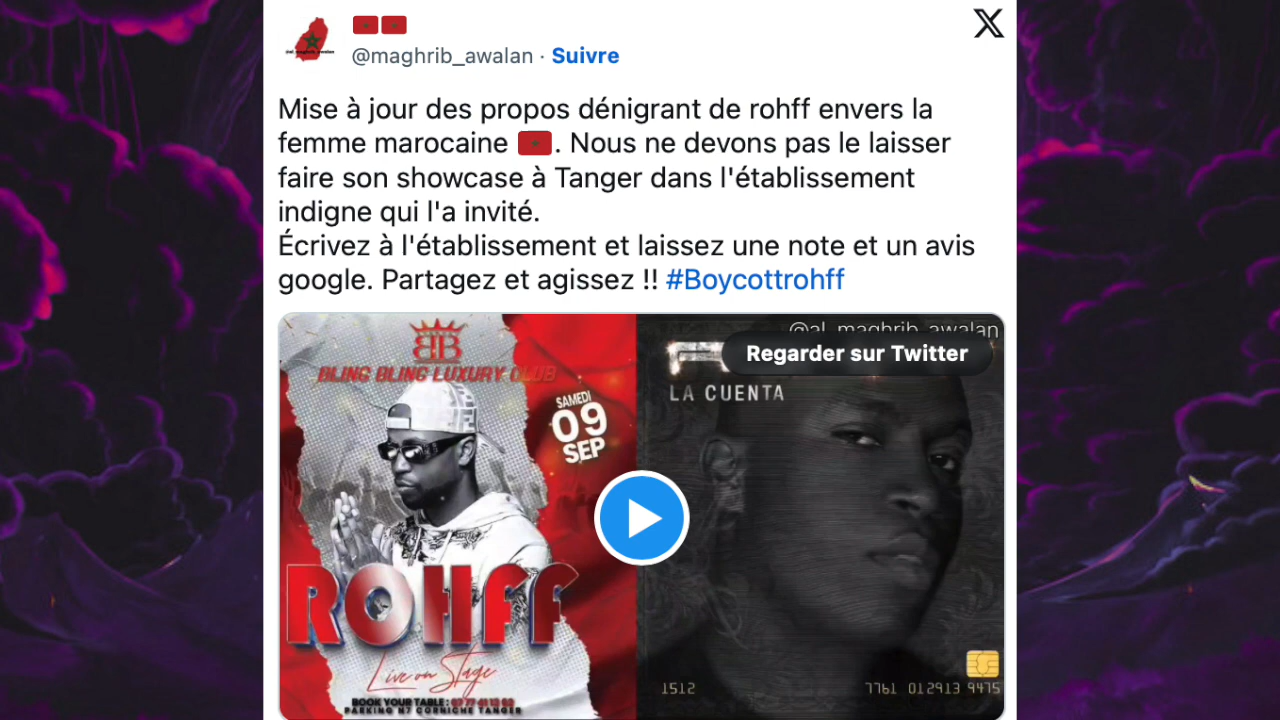 @maghrib_awalan · Suivre
Mise à jour des propos dénigrant de rohff envers la
femme marocaine 🇲🇦. Nous ne devons pas le laisser
faire son showcase à Tanger dans l'établissement
indigne qui l'a invité.
Écrivez à l'établissement et laissez une note et un avis
google. Partagez et agissez !! #Boycottrohff
@al_maghrib_awalan
Regarder sur Twitter
BB
BLING BLING LUXURY CLUB
SAMEDI
09
SEP
LA CUENTA
ROHFF
Live on Stage
BOOK YOUR TABLE :
PARKING N7 CORNICHE TANGER
1512
7761 012913 9475